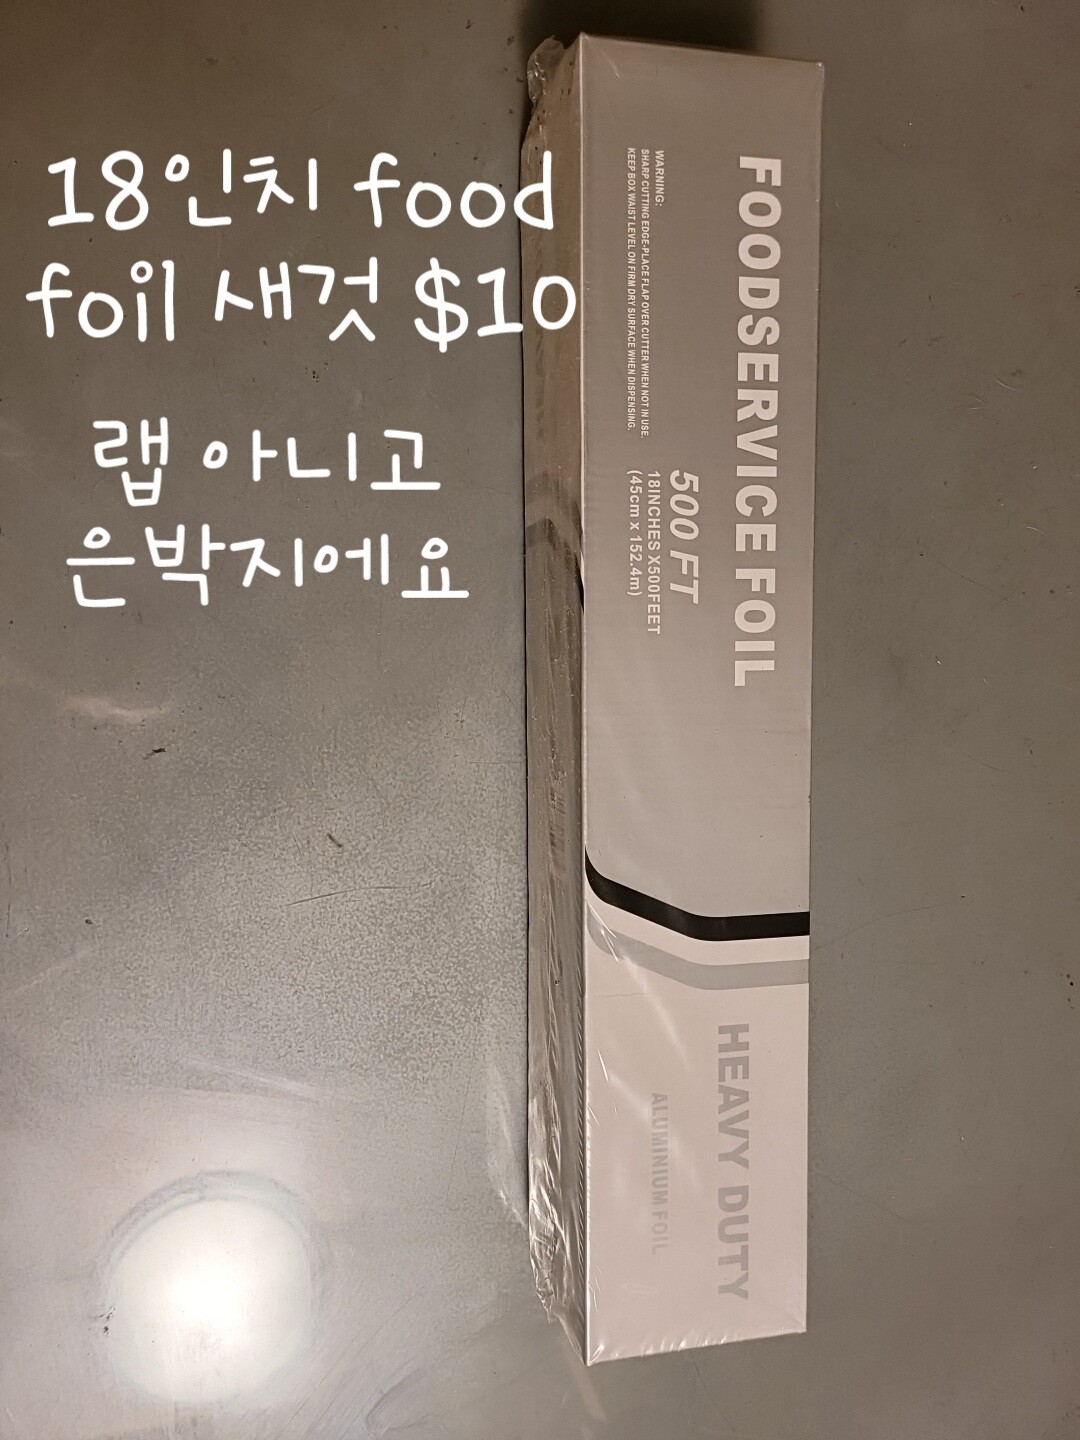 18인치 food
foil 새것 $10
랩 아니고
은박지에요
FOODSERVICE FOIL
500 FT
18INCHES X500FEET
(45cm x 152.4m)
WARNING:
SHARP CUTTING EDGE-PLACE FLAP OVER CUTTER WHEN NOT IN USE.
KEEP BOX WAIST LEVEL ON FIRM DRY SURFACE WHEN DISPENSING.
HEAVY DUTY
ALUMINIUM FOIL